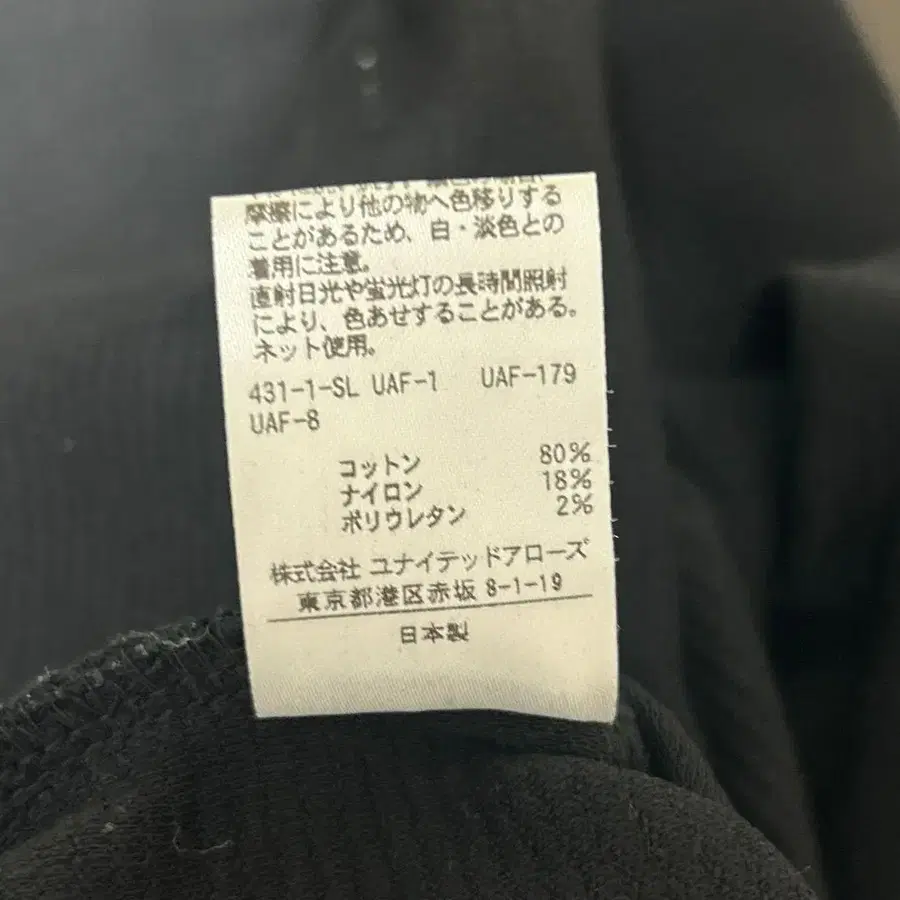 摩擦により他の物へ色移りする
ことがあるため、白・淡色との
着用に注意。
直射日光や蛍光灯の長時間照射
により、色あせすることがある。
ネット使用。
431-1-SL UAF-1 UAF-179
UAF-8
コットン 80%
ナイロン 18%
ポリウレタン 2%
株式会社 ユナイテッドアローズ
東京都港区赤坂 8-1-19
日本製